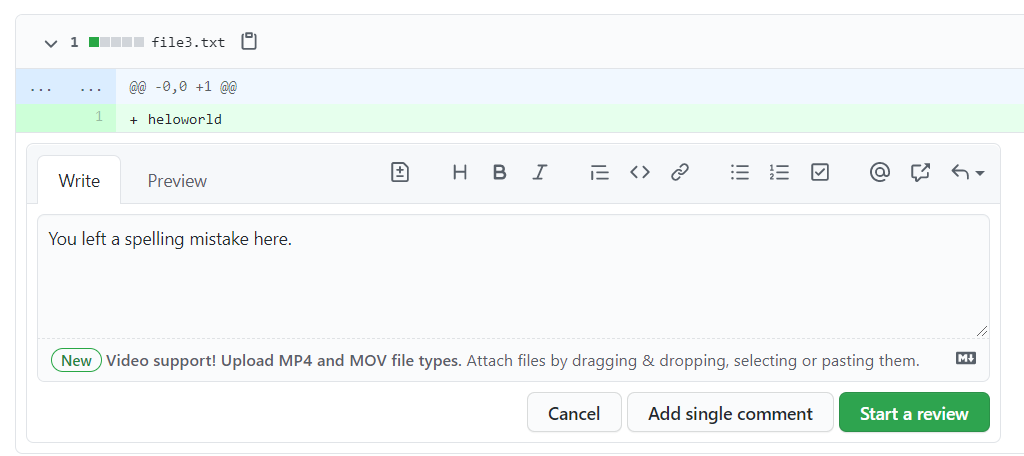 1 file3.txt
... ... @@ -0,0 +1 @@
1 + heloworld
Write Preview
You left a spelling mistake here.
New Video support! Upload MP4 and MOV file types. Attach files by dragging & dropping, selecting or pasting them.
Cancel Add single comment Start a review